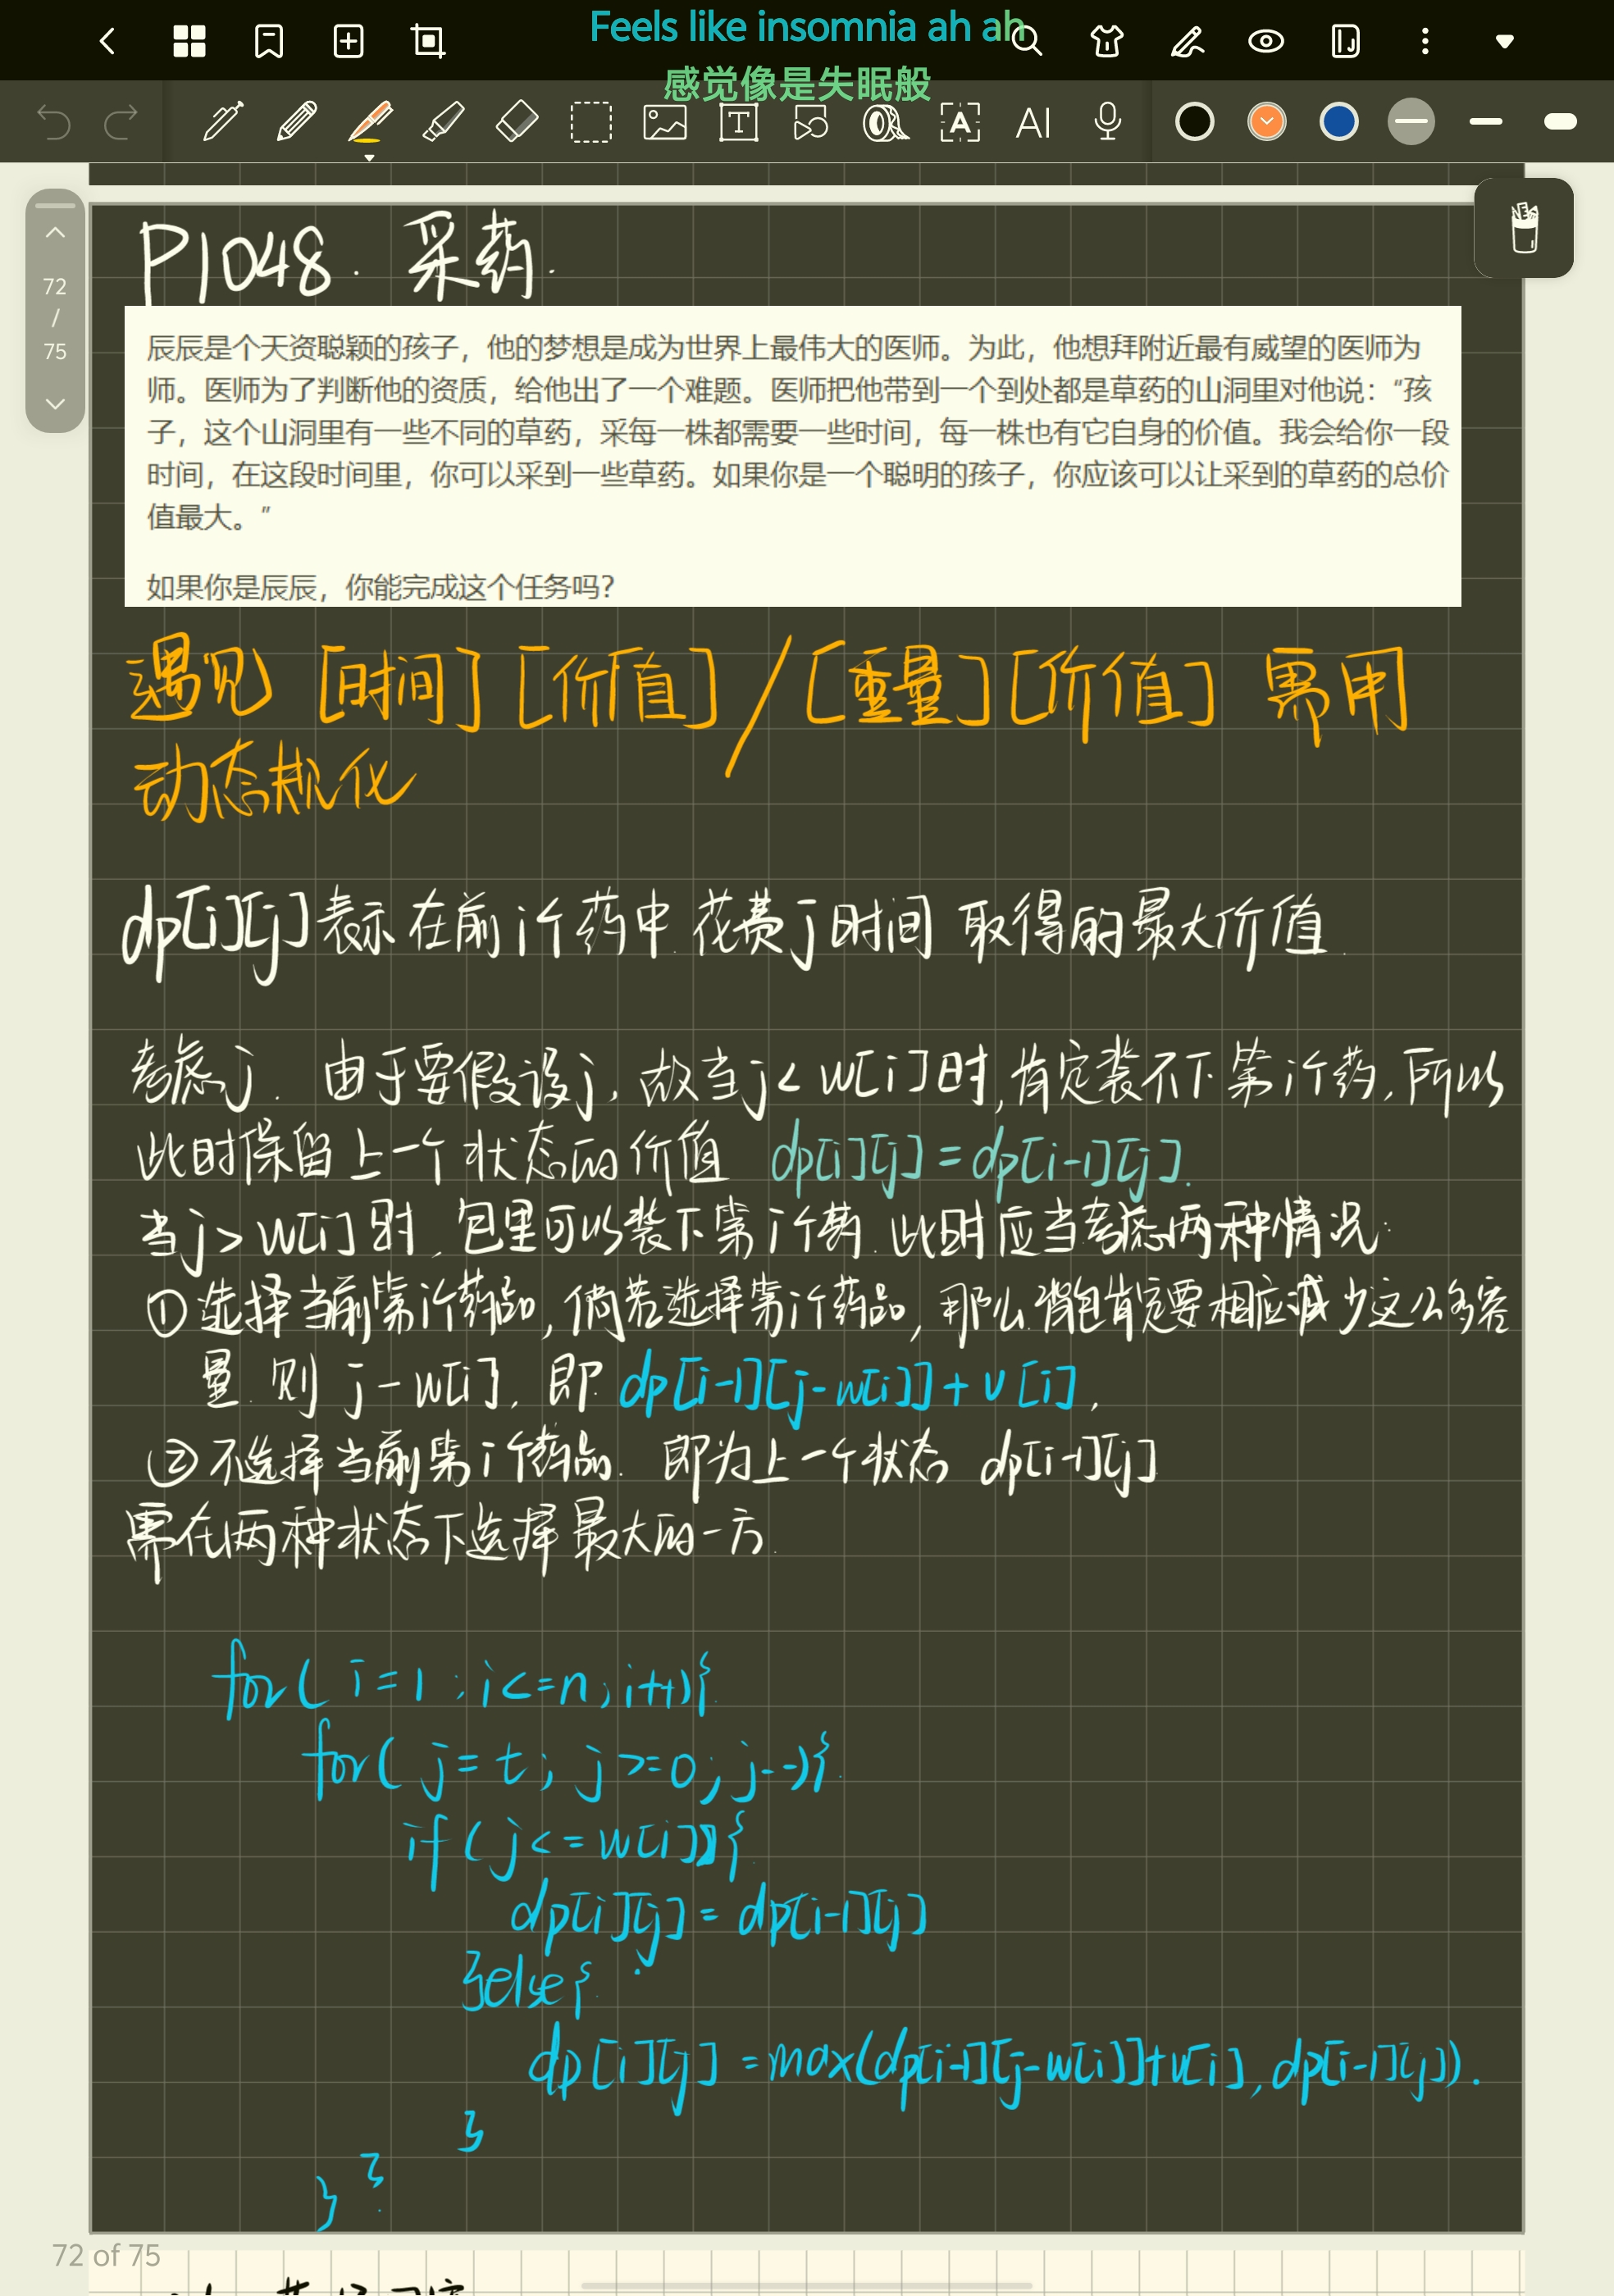 Feels like insomnia ah ah
感觉像是失眠般
T
A
AI
72
/
75
P1048. 采药.
辰辰是个天资聪颖的孩子，他的梦想是成为世界上最伟大的医师。为此，他想拜附近最有威望的医师为
师。医师为了判断他的资质，给他出了一个难题。医师把他带到一个到处都是草药的山洞里对他说：“孩
子，这个山洞里有一些不同的草药，采每一株都需要一些时间，每一株也有它自身的价值。我会给你一段
时间，在这段时间里，你可以采到一些草药。如果你是一个聪明的孩子，你应该可以让采到的草药的总价
值最大。”
如果你是辰辰，你能完成这个任务吗？
遇见 [时间][价值]/[重量][价值] 需用
动态规化
dp[i][j]表示在前i个药中.花费j时间 取得的最大价值.
考虑j. 由于要假设j, 故当j< w[i]时,肯定装不下第i个药.所以
此时保留上一个状态的价值 dp[i][j]=dp[i-1][j].
当j> w[i]时, 包里可以装下第i个药.此时应当考虑两种情况:
①选择当前第i个药品,倘若选择第i个药品,那么背包肯定要相应减少这么多容
量.则 j-w[i]. 即 dp[i-1][j-w[i]]+v[i],
②不选择当前第i个药品. 即为上一个状态 dp[i-1][j]
需在两种状态下选择最大的一方.
for( i=1;i<=n;i++){
for( j=t; j>=0;j--){
if(j<=w[i]){
dp[i][j]=dp[i-1][j]
}else{
dp[i][j]=max(dp[i-1][j-w[i]]+v[i],dp[i-1][j]).
}
}
}
72 of 75